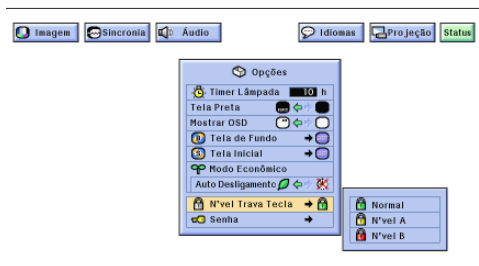 Imagem Sincronia Áudio Idiomas Projeção Status
Opções
Timer Lâmpada 10 h
Tela Preta
Mostrar OSD
Tela de Fundo
Tela Inicial
Modo Econômico
Auto Desligamento
N'vel Trava Tecla
Senha
Normal
N'vel A
N'vel B